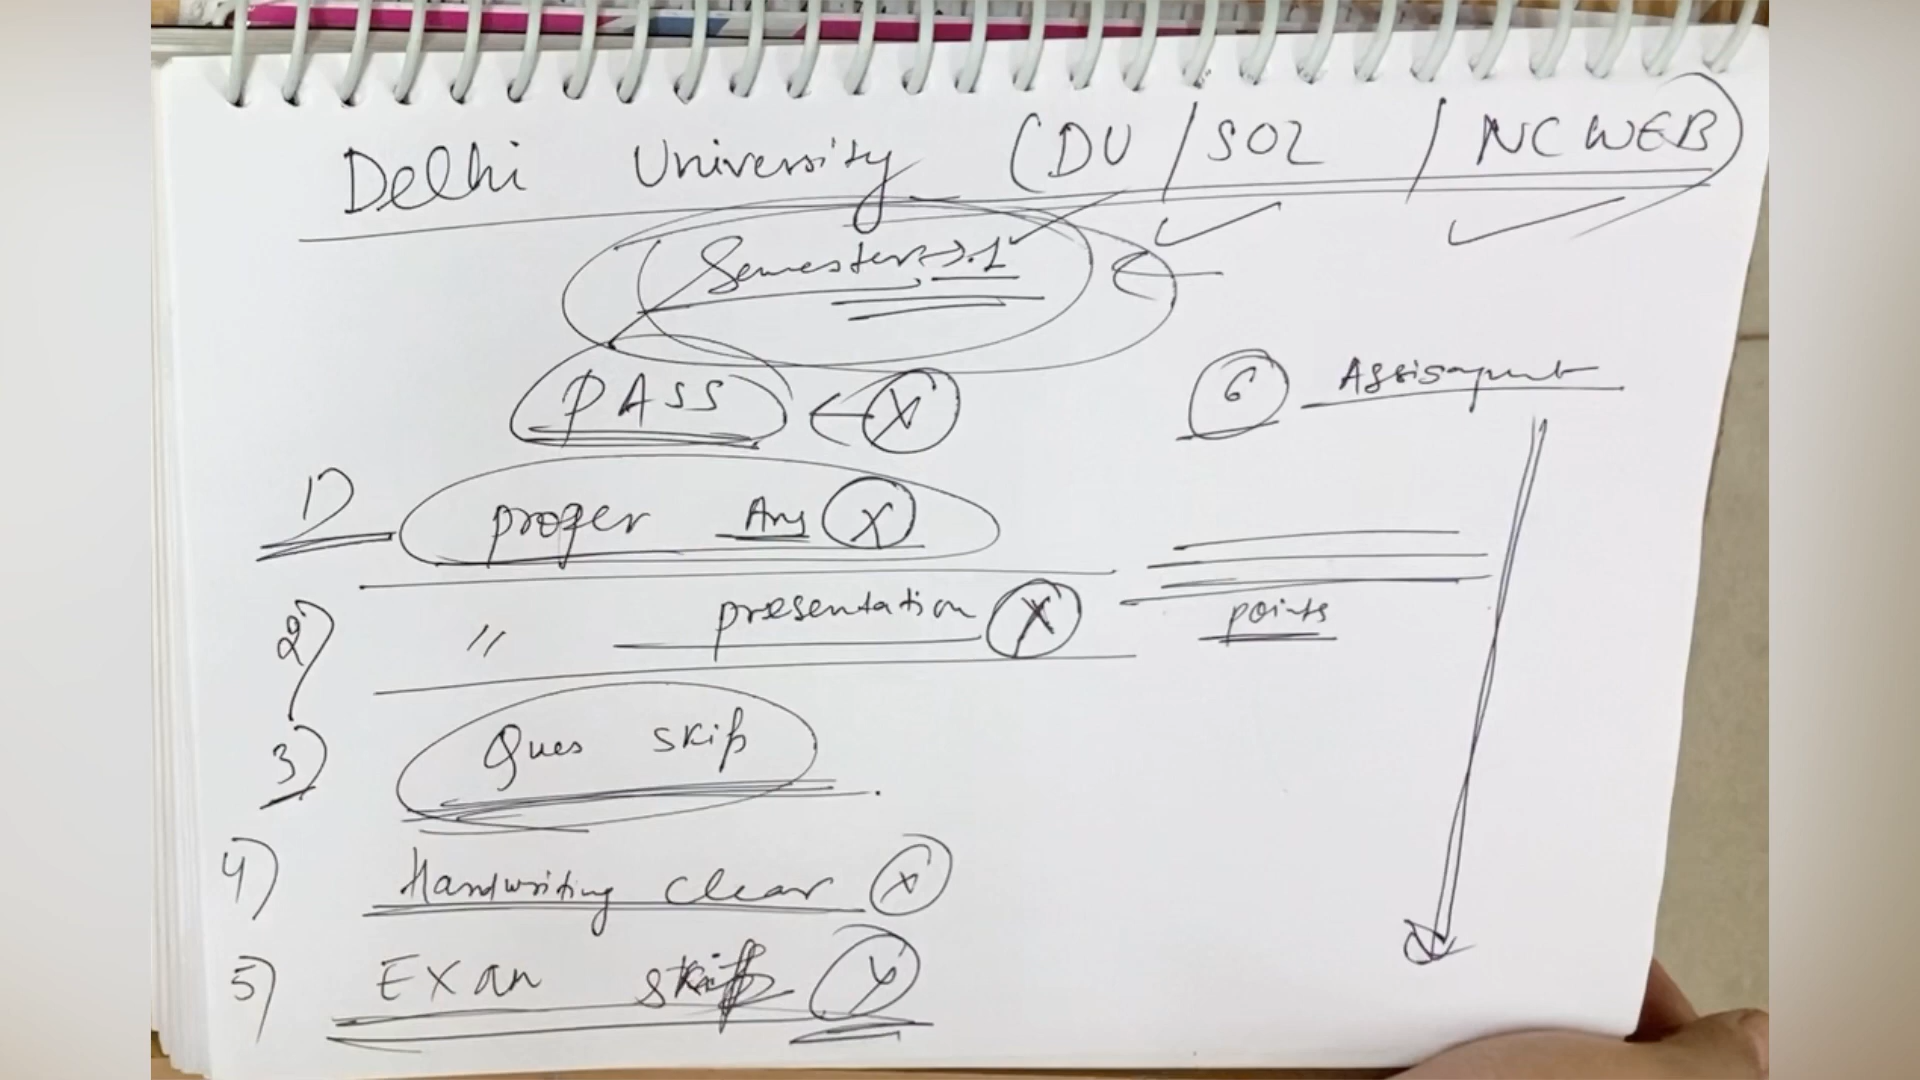 Delhi University (DU / SOL / NCWEB)
Semester → 1
PASS ← X
1) proper Ans X
2) " presentation X
3) Ques skip
4) Handwriting clear X
5) Exam skip X
6 Assisgment
points